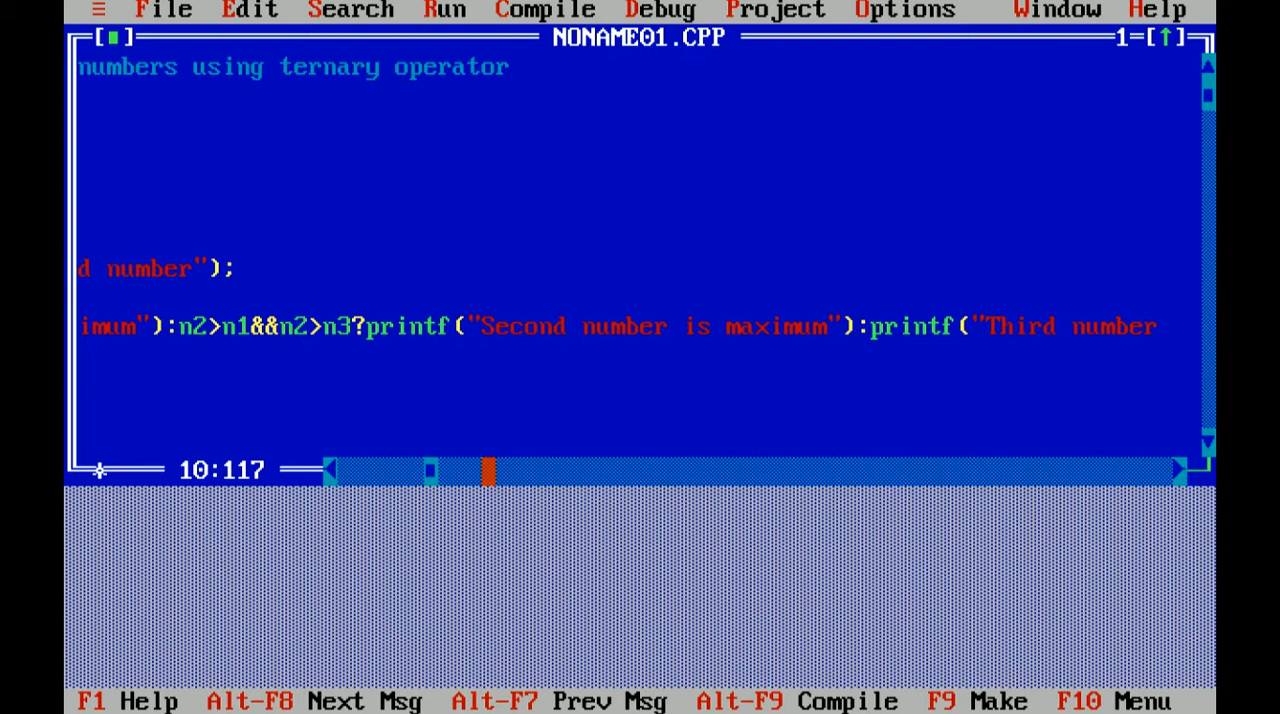 ≡ File Edit Search Run Compile Debug Project Options Window Help
[■] NONAME01.CPP 1=[↑]
numbers using ternary operator
d number");
imum"):n2>n1&&n2>n3?printf("Second number is maximum"):printf("Third number
10:117
F1 Help Alt-F8 Next Msg Alt-F7 Prev Msg Alt-F9 Compile F9 Make F10 Menu